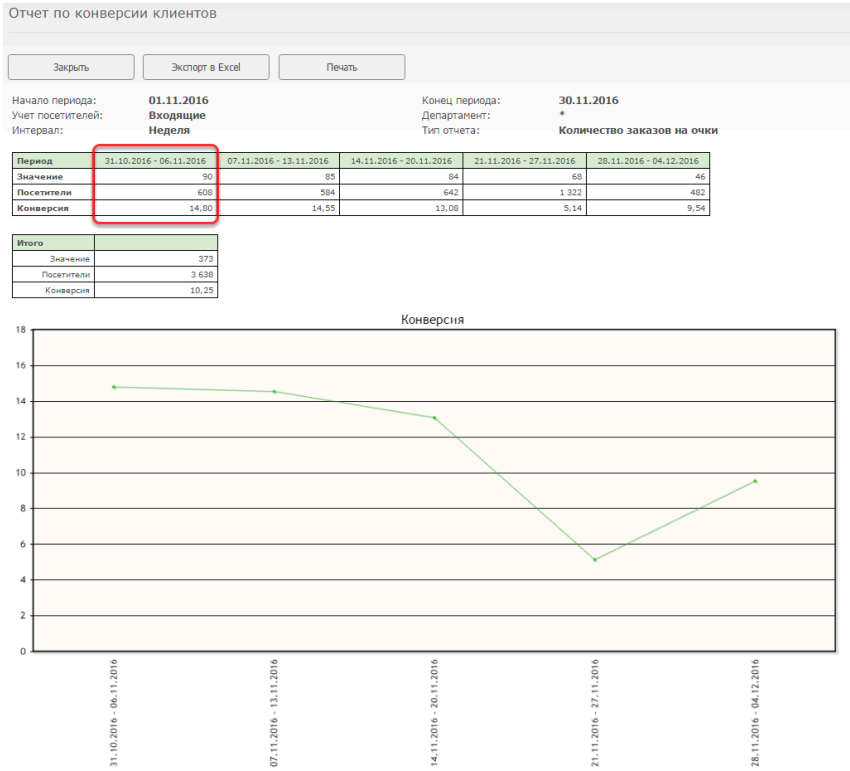 Отчет по конверсии клиентов
Закрыть Экспорт в Excel Печать
Начало периода: 01.11.2016 Конец периода: 30.11.2016
Учет посетителей: Входящие Департамент: *
Интервал: Неделя Тип отчета: Количество заказов на очки
Период 31.10.2016 - 06.11.2016 07.11.2016 - 13.11.2016 14.11.2016 - 20.11.2016 21.11.2016 - 27.11.2016 28.11.2016 - 04.12.2016
Значение 90 85 84 68 46
Посетители 608 584 642 1 322 482
Конверсия 14,80 14,55 13,08 5,14 9,54
Итого
Значение 373
Посетители 3 638
Конверсия 10,25
Конверсия
18
16
14
12
10
8
6
4
2
0
31.10.2016 - 06.11.2016
07.11.2016 - 13.11.2016
14.11.2016 - 20.11.2016
21.11.2016 - 27.11.2016
28.11.2016 - 04.12.2016